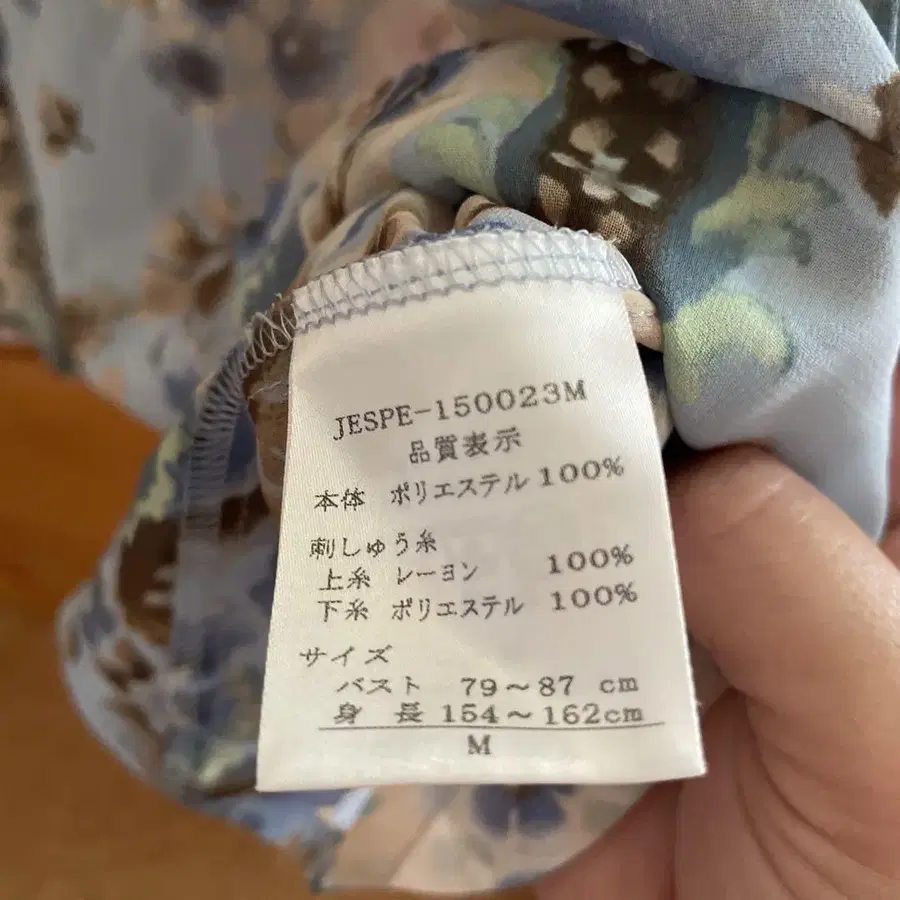 JESPE-150023M
品質表示
本体 ポリエステル 100%
刺しゅう糸
上糸 レーヨン 100%
下糸 ポリエステル 100%
サイズ
バスト 79～87 cm
身 長 154～162cm
M